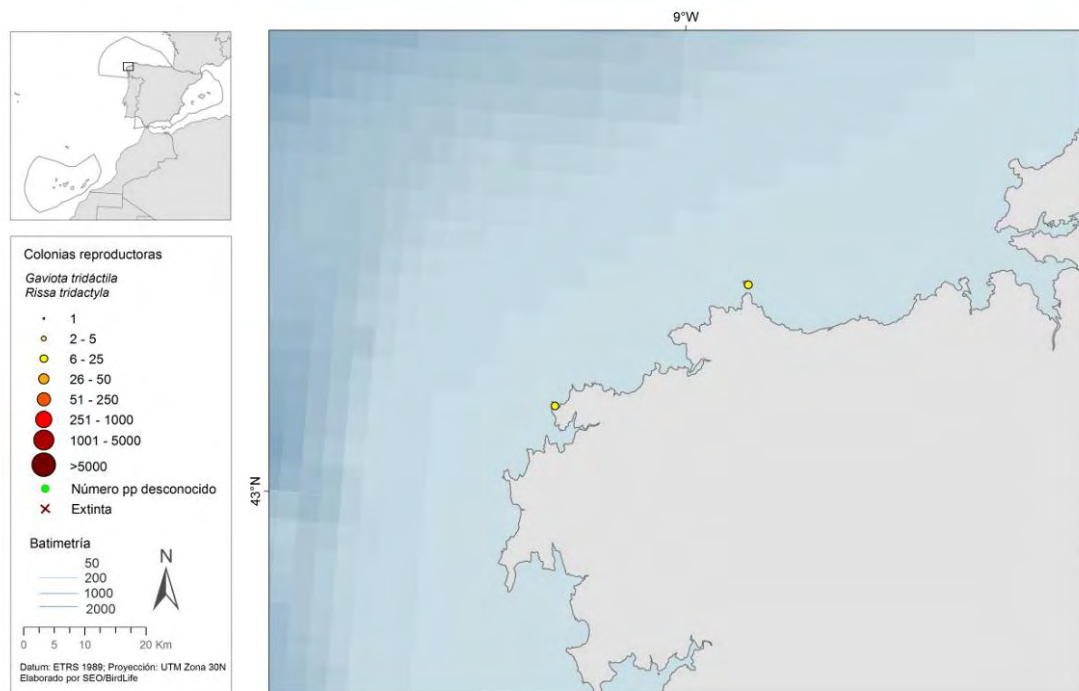 9°W
43°N
Colonias reproductoras
Gaviota tridáctila
Rissa tridactyla
1
2 - 5
6 - 25
26 - 50
51 - 250
251 - 1000
1001 - 5000
>5000
Número pp desconocido
Extinta
Batimetría
50
200
1000
2000
N
0 5 10 20 Km
Datum: ETRS 1989; Proyección: UTM Zona 30N
Elaborado por SEO/BirdLife